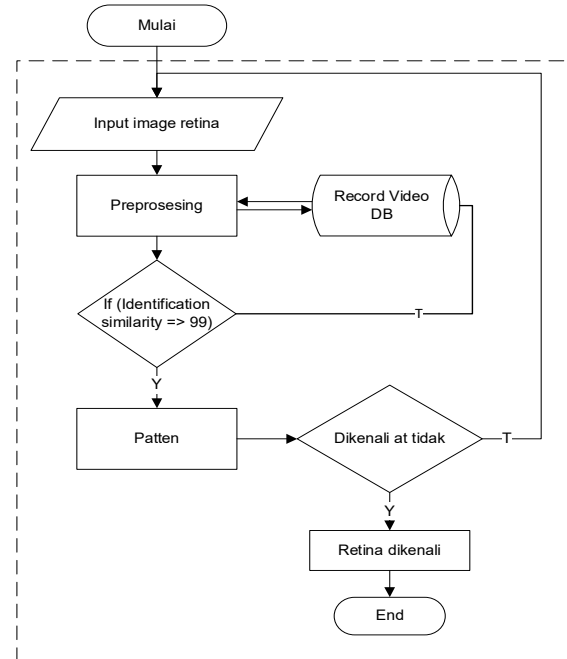 Mulai
Input image retina
Preprosesing
Record Video
DB
If (Identification
similarity => 99)
T
Y
Patten
Dikenali at tidak
T
Y
Retina dikenali
End